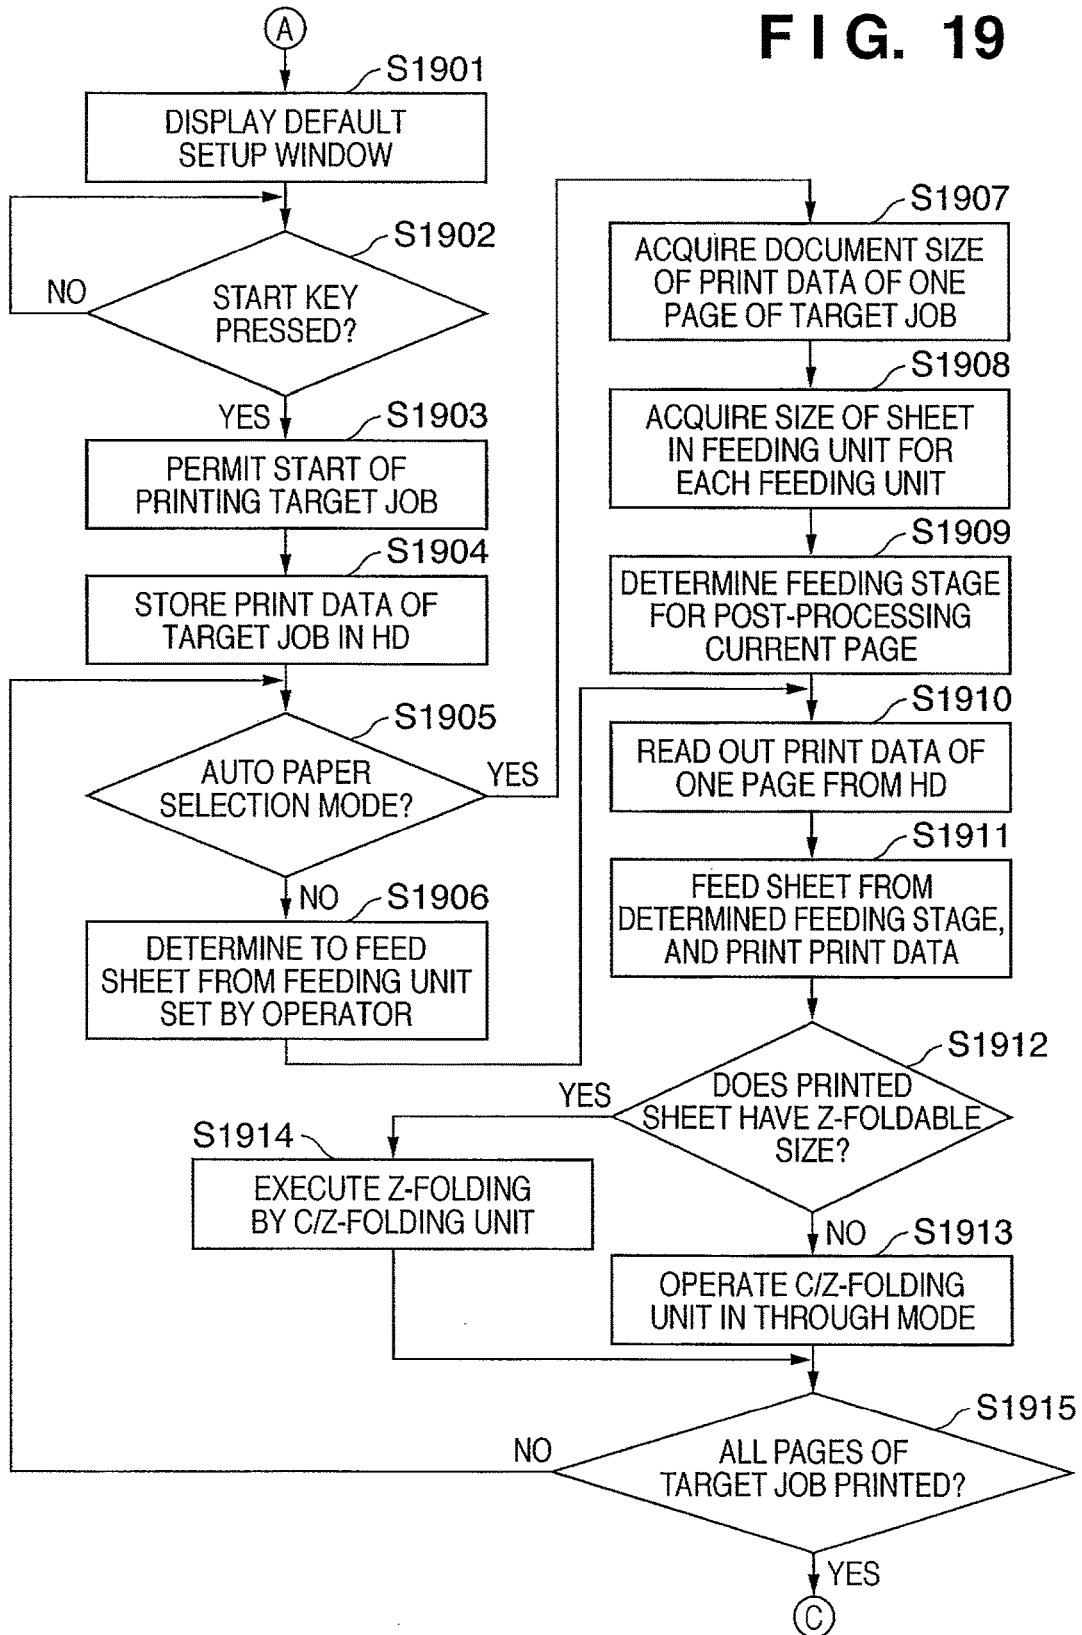 FIG. 19
A
S1901
DISPLAY DEFAULT
SETUP WINDOW
S1902
START KEY
PRESSED?
NO
YES
S1903
PERMIT START OF
PRINTING TARGET JOB
S1904
STORE PRINT DATA OF
TARGET JOB IN HD
S1905
AUTO PAPER
SELECTION MODE?
YES
NO
S1906
DETERMINE TO FEED
SHEET FROM FEEDING UNIT
SET BY OPERATOR
S1907
ACQUIRE DOCUMENT SIZE
OF PRINT DATA OF ONE
PAGE OF TARGET JOB
S1908
ACQUIRE SIZE OF SHEET
IN FEEDING UNIT FOR
EACH FEEDING UNIT
S1909
DETERMINE FEEDING STAGE
FOR POST-PROCESSING
CURRENT PAGE
S1910
READ OUT PRINT DATA OF
ONE PAGE FROM HD
S1911
FEED SHEET FROM
DETERMINED FEEDING STAGE,
AND PRINT PRINT DATA
S1912
DOES PRINTED
SHEET HAVE Z-FOLDABLE
SIZE?
YES
S1914
EXECUTE Z-FOLDING
BY C/Z-FOLDING UNIT
NO
S1913
OPERATE C/Z-FOLDING
UNIT IN THROUGH MODE
S1915
ALL PAGES OF
TARGET JOB PRINTED?
NO
YES
C